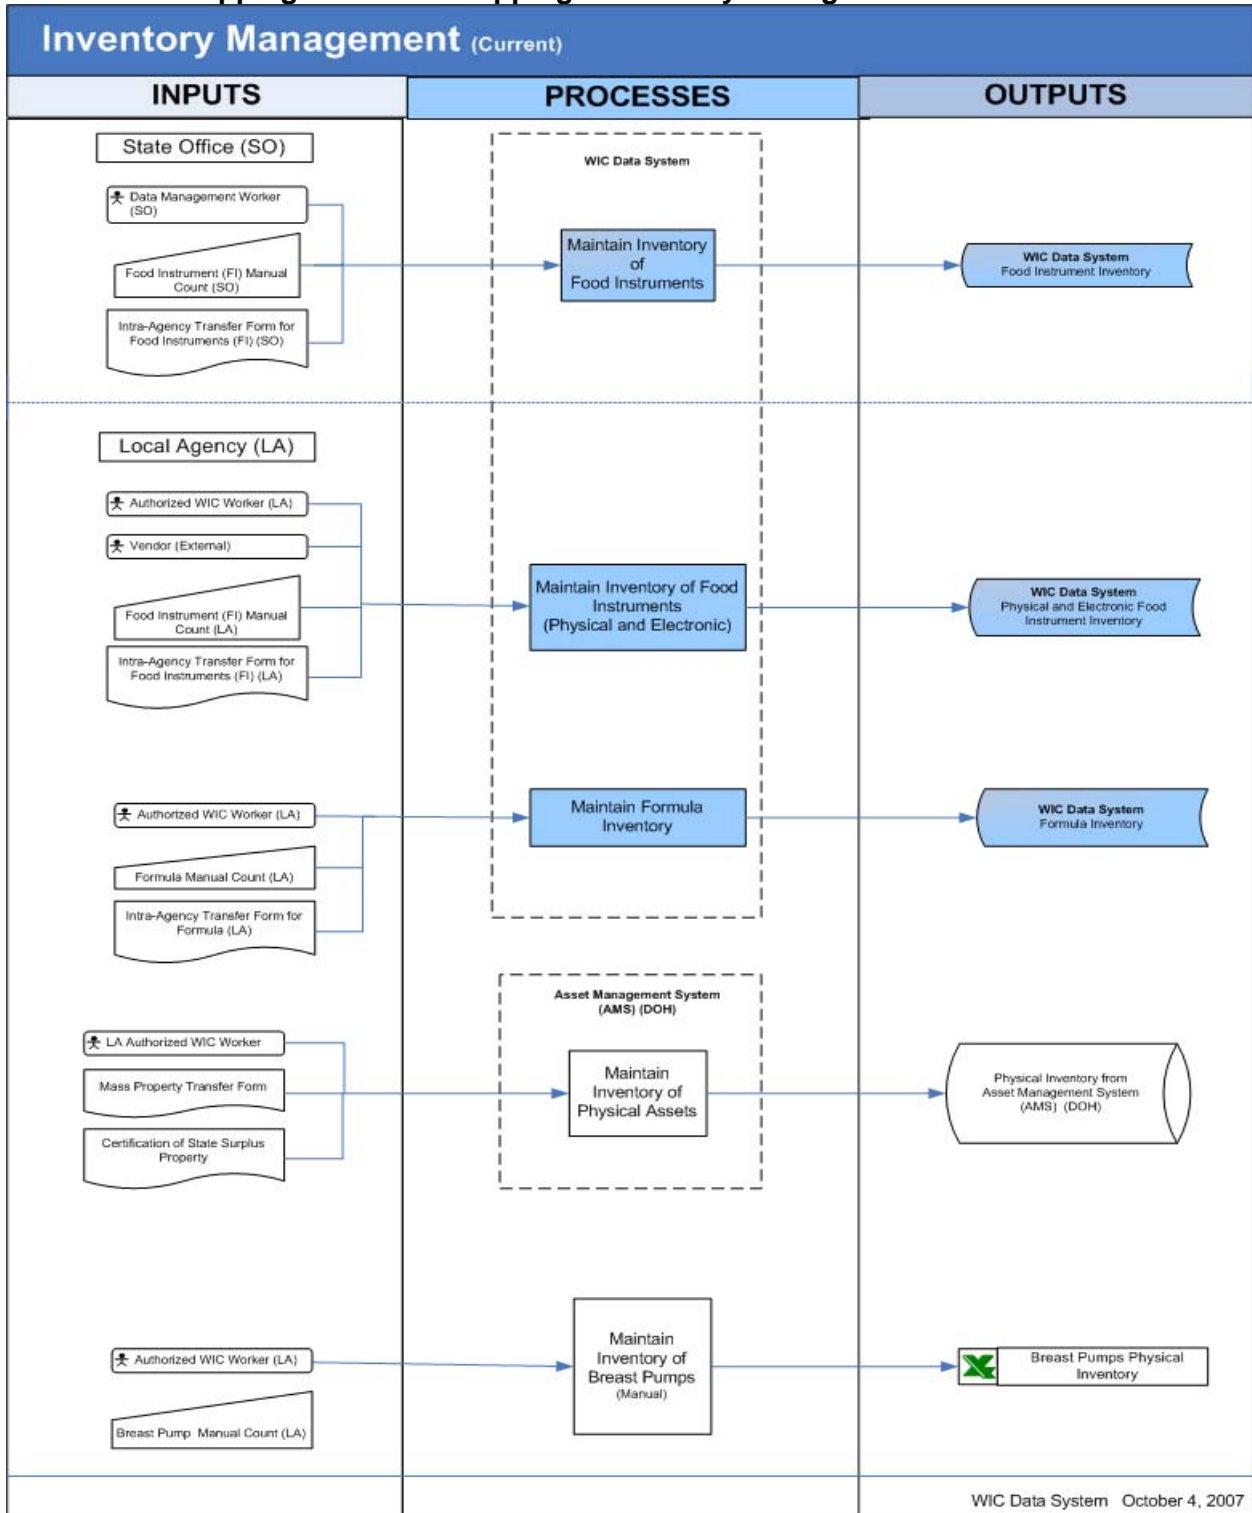 Inventory Management (Current)
INPUTS
PROCESSES
OUTPUTS
State Office (SO)
WIC Data System
Data Management Worker
(SO)
Food Instrument (FI) Manual
Count (SO)
Intra-Agency Transfer Form for
Food Instruments (FI) (SO)
Maintain Inventory
of
Food Instruments
WIC Data System
Food Instrument Inventory
Local Agency (LA)
Authorized WIC Worker (LA)
Vendor (External)
Food Instrument (FI) Manual
Count (LA)
Intra-Agency Transfer Form for
Food Instruments (FI) (LA)
Maintain Inventory of Food
Instruments
(Physical and Electronic)
WIC Data System
Physical and Electronic Food
Instrument Inventory
Authorized WIC Worker (LA)
Formula Manual Count (LA)
Intra-Agency Transfer Form for
Formula (LA)
Maintain Formula
Inventory
WIC Data System
Formula Inventory
Asset Management System
(AMS) (DOH)
LA Authorized WIC Worker
Mass Property Transfer Form
Certification of State Surplus
Property
Maintain
Inventory of
Physical Assets
Physical Inventory from
Asset Management System
(AMS) (DOH)
Authorized WIC Worker (LA)
Breast Pump Manual Count (LA)
Maintain
Inventory of
Breast Pumps
(Manual)
Breast Pumps Physical
Inventory
WIC Data System October 4, 2007